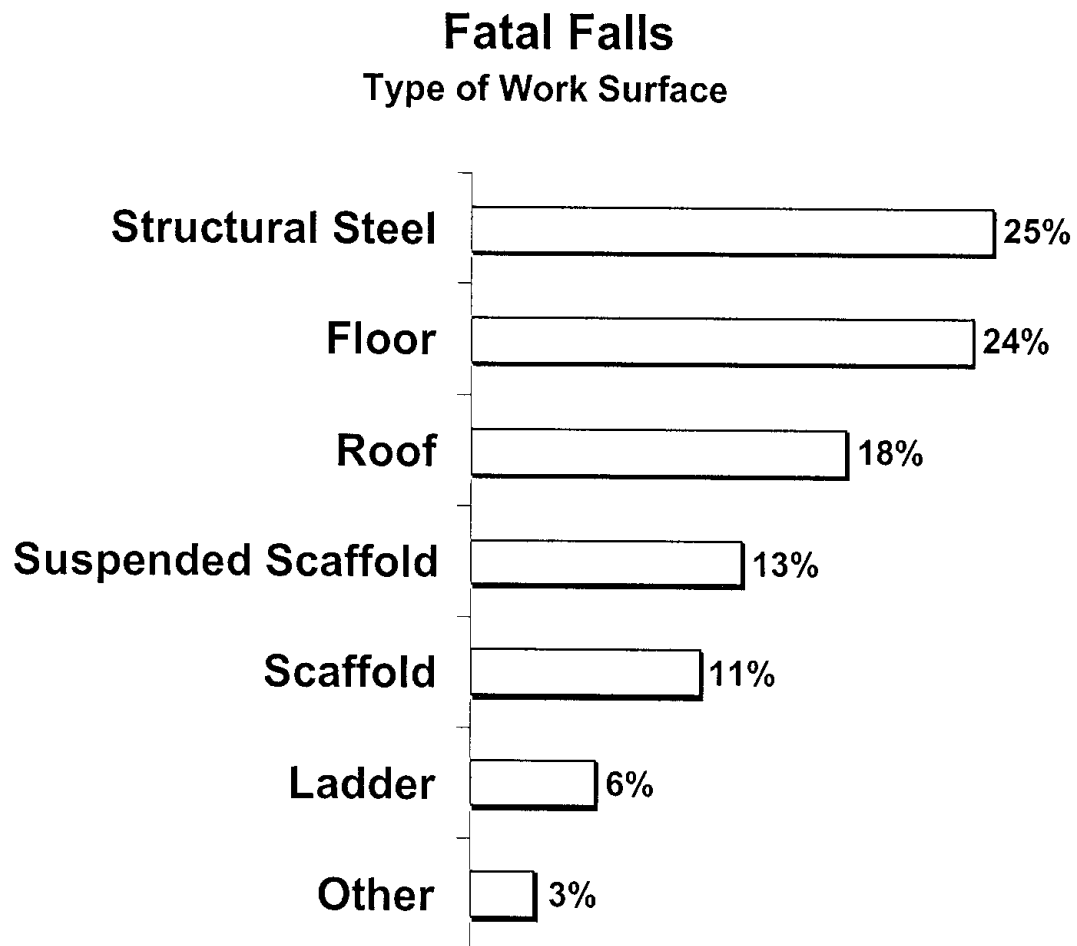 Fatal Falls
Type of Work Surface
Structural Steel 25%
Floor 24%
Roof 18%
Suspended Scaffold 13%
Scaffold 11%
Ladder 6%
Other 3%